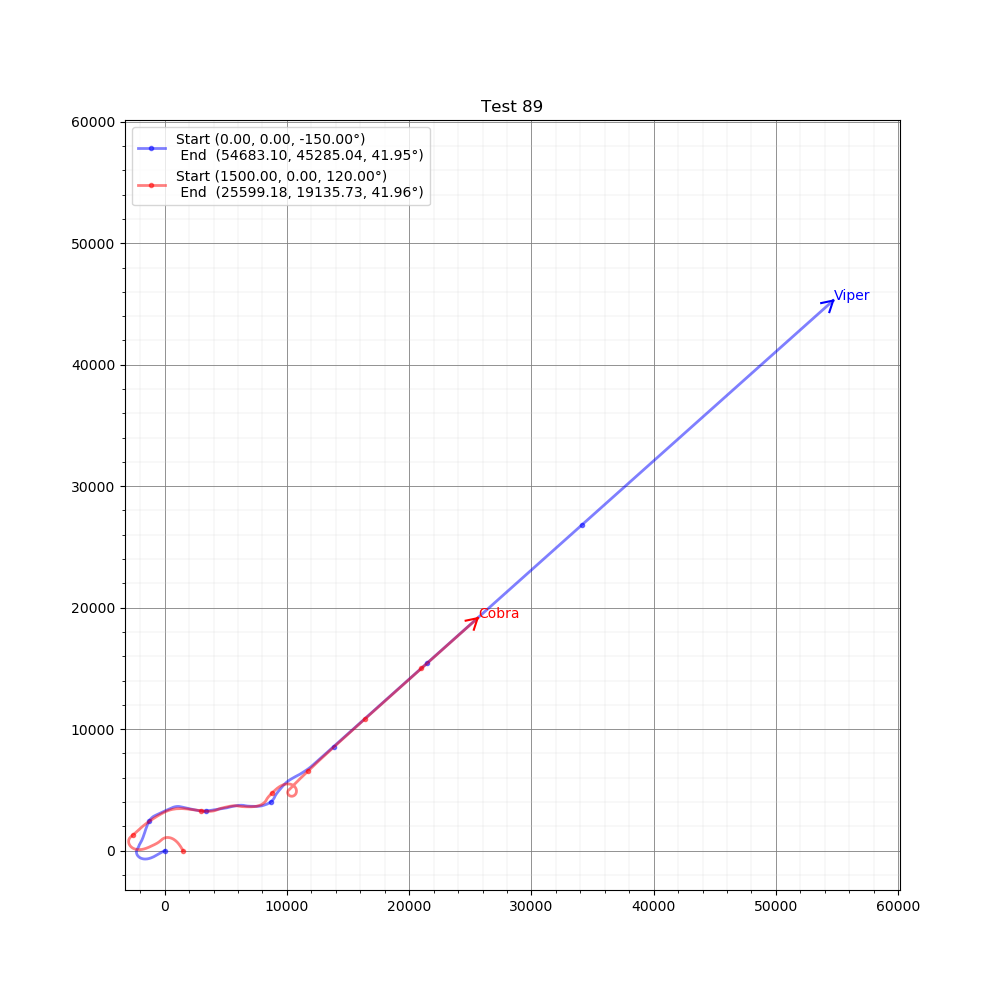 Test 89
Start (0.00, 0.00, -150.00°)
End (54683.10, 45285.04, 41.95°)
Start (1500.00, 0.00, 120.00°)
End (25599.18, 19135.73, 41.96°)
60000
50000
40000
30000
20000
10000
0
Viper
Cobra
0 10000 20000 30000 40000 50000 60000